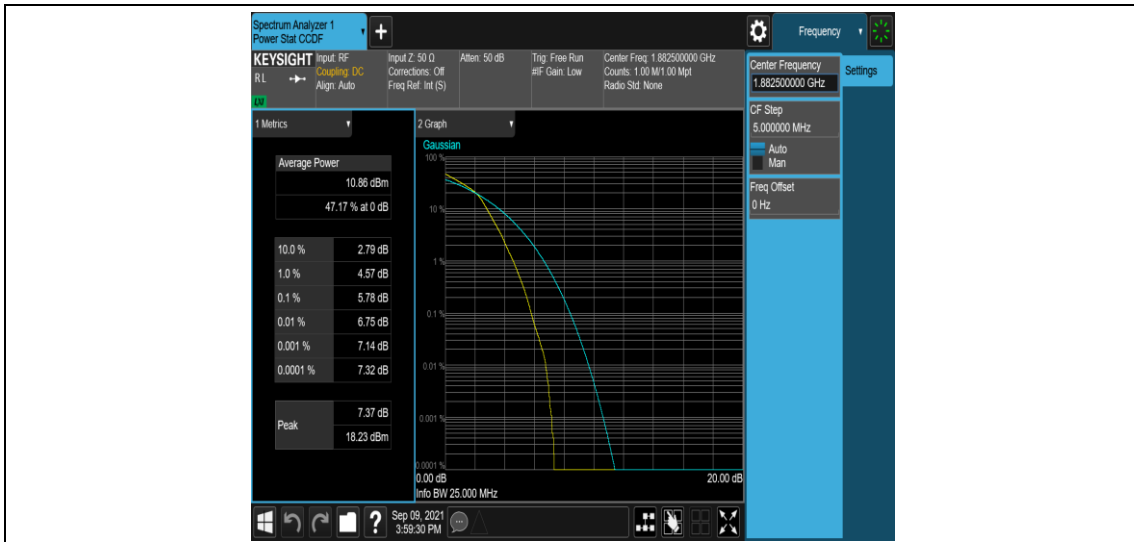 Spectrum Analyzer 1
Power Stat CCDF
+
Frequency
KEYSIGHT
RL
LXI
Input: RF
Coupling: DC
Align: Auto
Input Z: 50 Ω
Corrections: Off
Freq Ref: Int (S)
Atten: 50 dB
Trig: Free Run
#IF Gain: Low
Center Freq: 1.882500000 GHz
Counts: 1.00 M/1.00 Mpt
Radio Std: None
Center Frequency
1.882500000 GHz
Settings
CF Step
5.000000 MHz
Auto
Man
Freq Offset
0 Hz
1 Metrics
Average Power
10.86 dBm
47.17 % at 0 dB
10.0 % 2.79 dB
1.0 % 4.57 dB
0.1 % 5.78 dB
0.01 % 6.75 dB
0.001 % 7.14 dB
0.0001 % 7.32 dB
Peak
7.37 dB
18.23 dBm
2 Graph
Gaussian
100 %
10 %
1 %
0.1 %
0.01 %
0.001 %
0.0001 %
0.00 dB 20.00 dB
Info BW 25.000 MHz
?
Sep 09, 2021
3:59:30 PM